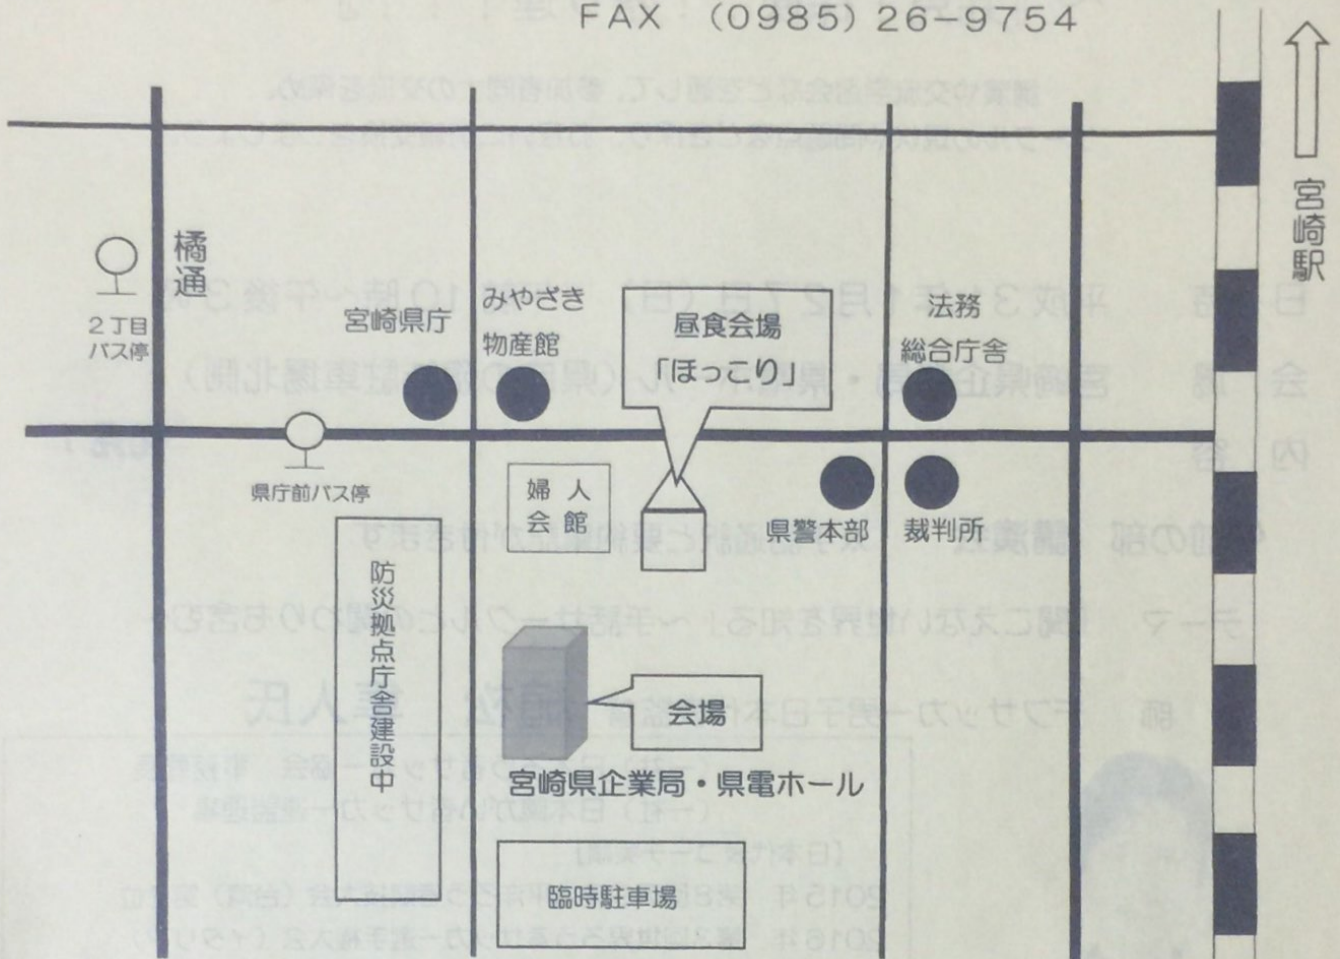 FAX (0985) 26-9754
宮崎駅
橘通
2丁目
バス停
宮崎県庁
みやざき
物産館
昼食会場
「ほっこり」
法務
総合庁舎
県庁前バス停
婦人
会館
県警本部
裁判所
防災拠点庁舎建設中
会場
宮崎県企業局・県電ホール
臨時駐車場